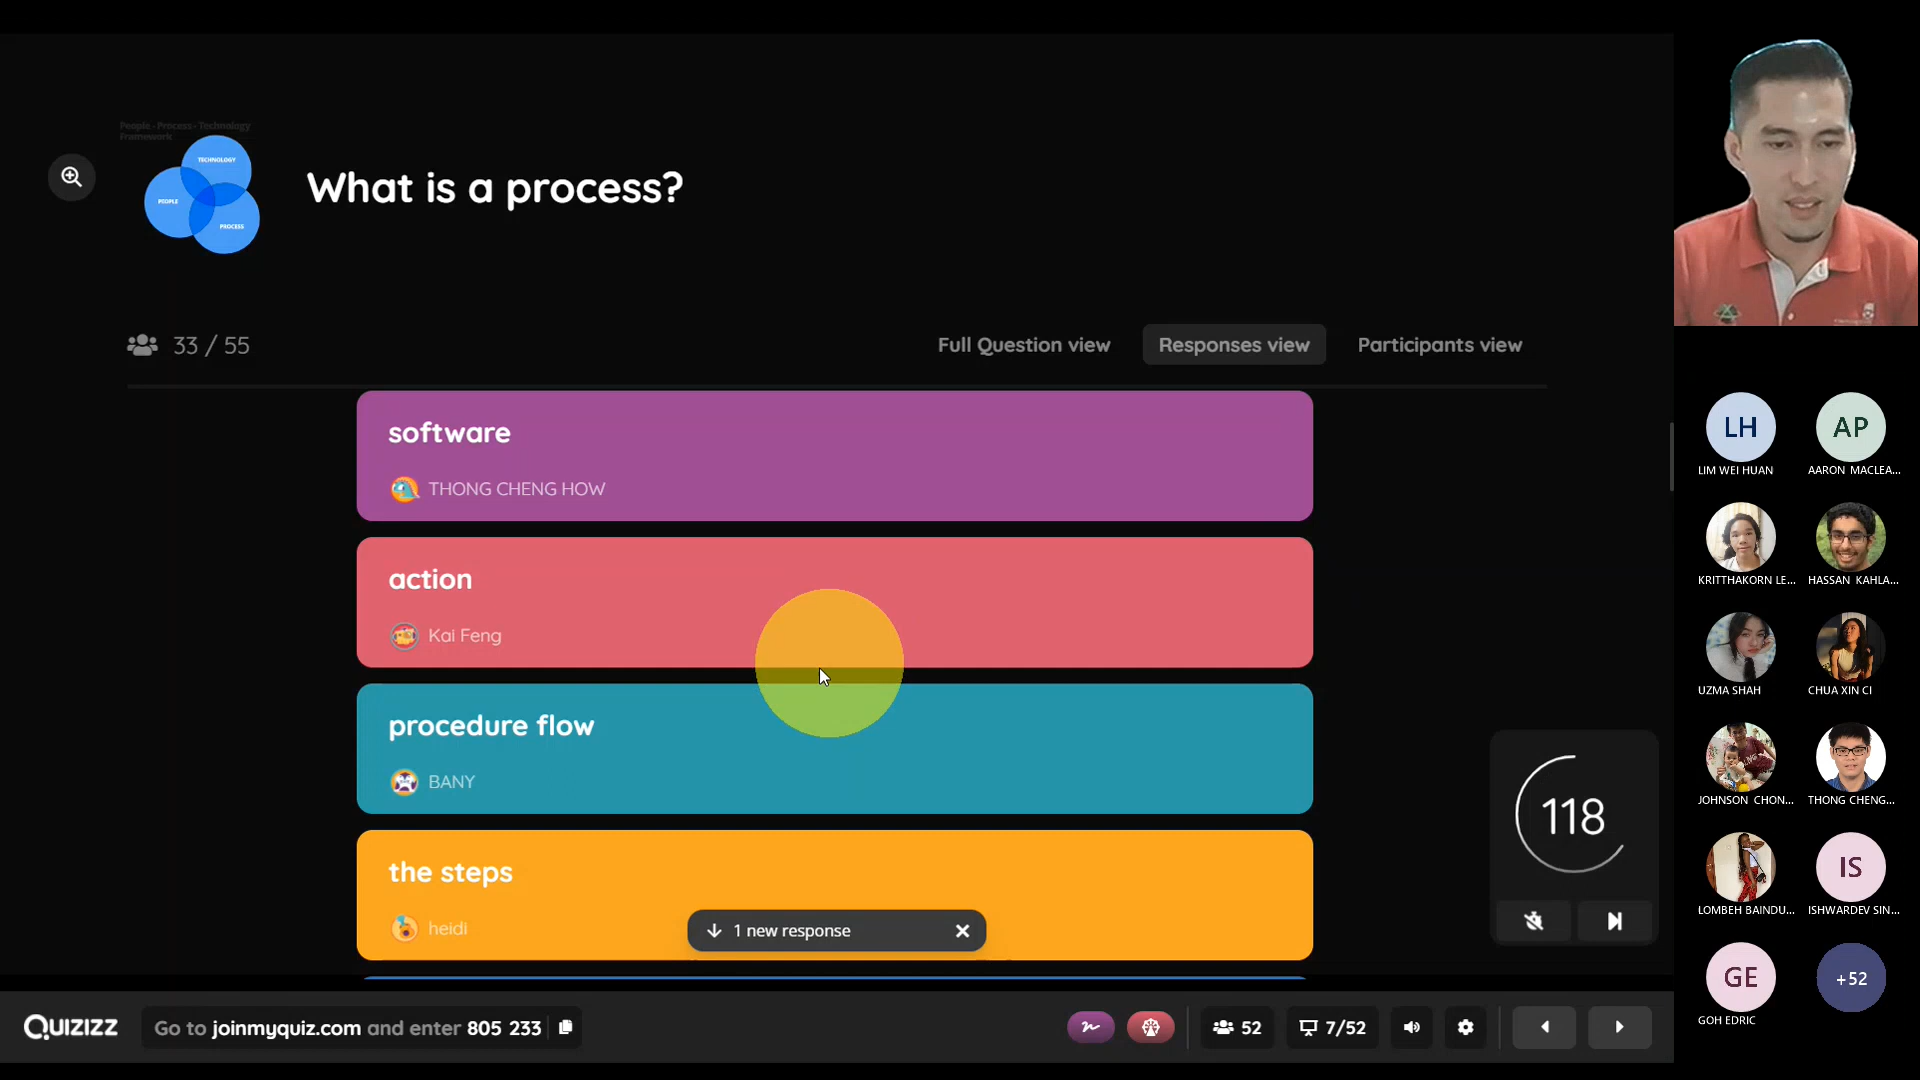 People - Process - Technology
Framework
TECHNOLOGY
PEOPLE
PROCESS
What is a process?
33 / 55
Full Question view
Responses view
Participants view
software
THONG CHENG HOW
action
Kai Feng
procedure flow
BANY
the steps
heidi
1 new response
118
LH
LIM WEI HUAN
AP
AARON MACLEA...
KRITTHAKORN LE...
HASSAN KAHLA...
UZMA SHAH
CHUA XIN CI
JOHNSON CHON...
THONG CHENG...
LOMBEH BAINDU...
IS
ISHWARDEV SIN...
GE
GOH EDRIC
+52
QUIZIZZ
Go to joinmyquiz.com and enter 805 233
52
7/52